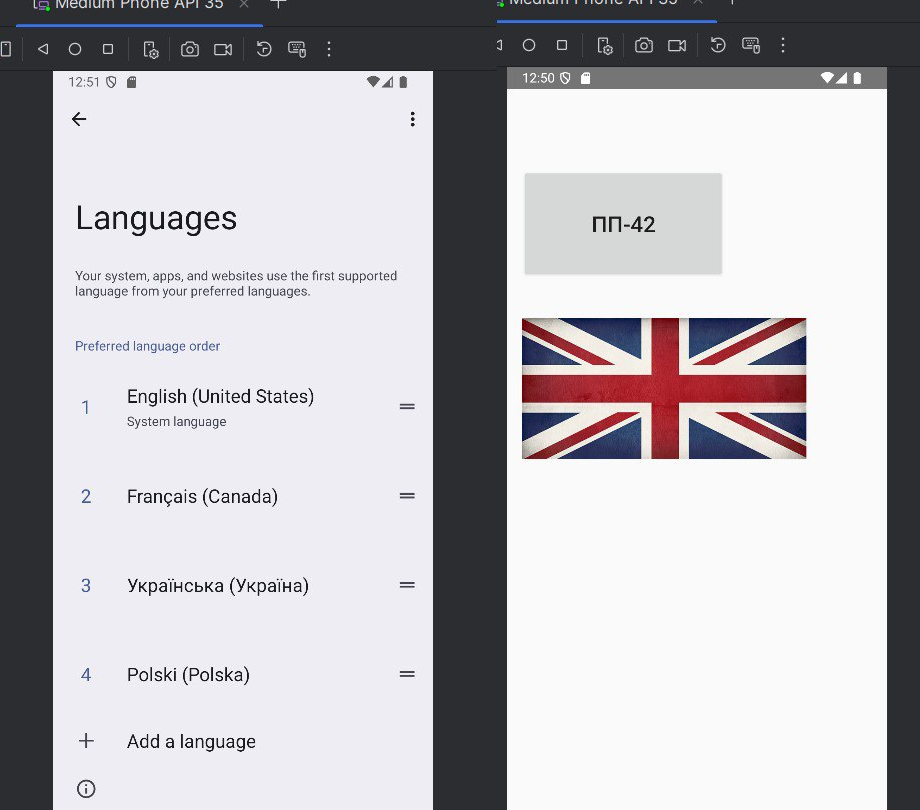 Medium Phone API 35
12:51
Languages
Your system, apps, and websites use the first supported
language from your preferred languages.
Preferred language order
1
English (United States)
System language
2
Français (Canada)
3
Українська (Україна)
4
Polski (Polska)
Add a language
Medium Phone API 35
12:50
ПП-42